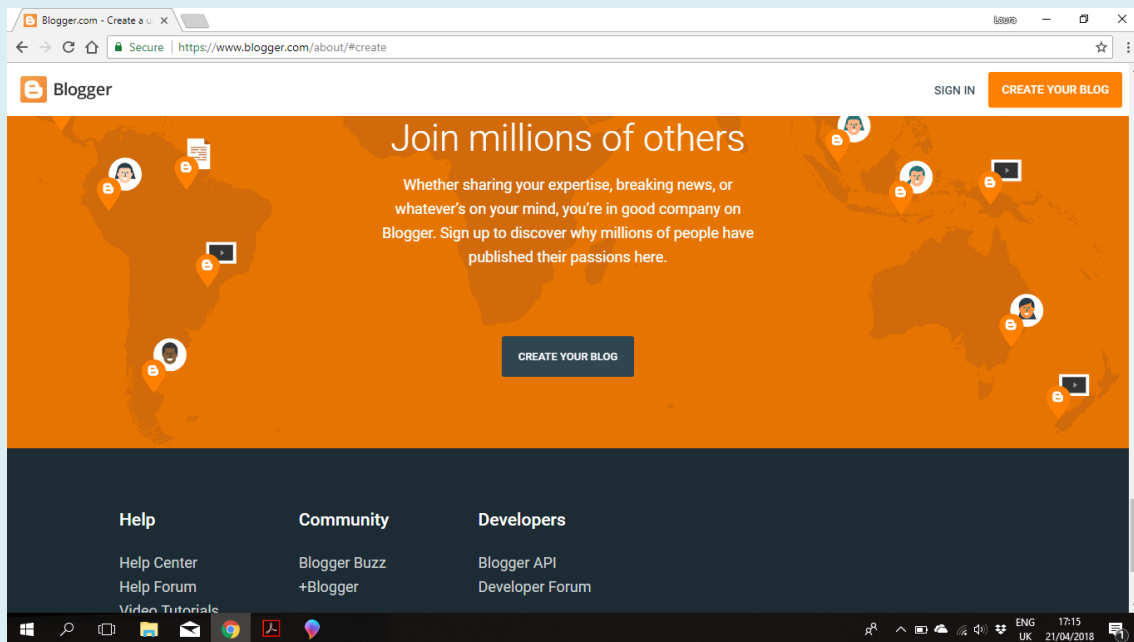 Blogger.com - Create a u
Laura
Secure
https://www.blogger.com/about/#create
Blogger
SIGN IN
CREATE YOUR BLOG
Join millions of others
Whether sharing your expertise, breaking news, or
whatever's on your mind, you're in good company on
Blogger. Sign up to discover why millions of people have
published their passions here.
CREATE YOUR BLOG
Help
Community
Developers
Help Center
Blogger Buzz
Blogger API
Help Forum
+Blogger
Developer Forum
Video Tutorials
ENG
UK
17:15
21/04/2018
1